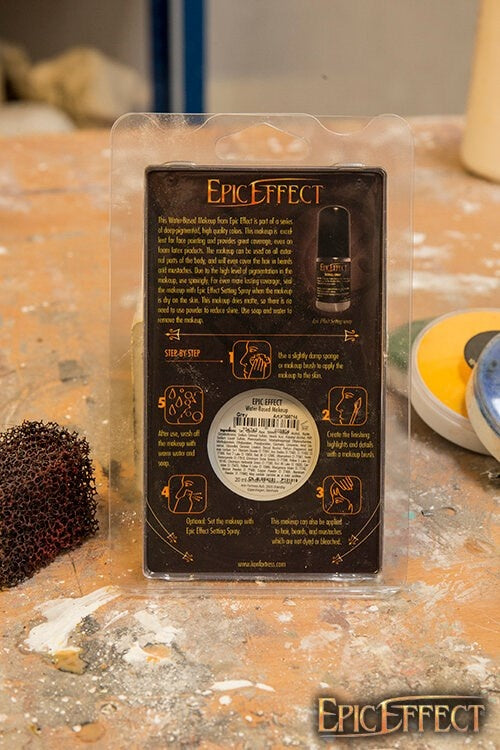 EPIC EFFECT
This Water-Based Makeup from Epic Effect is part of a series
of deep-pigmented, high quality colors. This makeup is excel-
lent for face painting and provides great coverage, even on
foam latex products. The makeup can be used on all exter-
nal parts of the body, and will even cover the hair in beards
and mustaches. Due to the high level of pigmentation in the
makeup, use sparingly. For even more lasting coverage, seal
the makeup with Epic Effect Setting Spray when the makeup
is dry on the skin. This makeup dries matte, so there is no
need to use powder to reduce shine. Use soap and water to
remove the makeup.
EPIC EFFECT
Epic Effect Setting spray
STEP-BY-STEP
1
Use a slightly damp sponge
or makeup brush to apply the
makeup to the skin.
5
After use, wash off
the makeup with
warm water and
soap.
EPIC EFFECT
Water-Based Makeup
Grey
2
Create the finishing
highlights and details
with a makeup brush.
4
Optional: Set the makeup with
Epic Effect Setting Spray.
3
This makeup can also be applied
to hair, beards, and mustaches
which are not dyed or bleached.
www.ironfortress.com
EPIC EFFECT